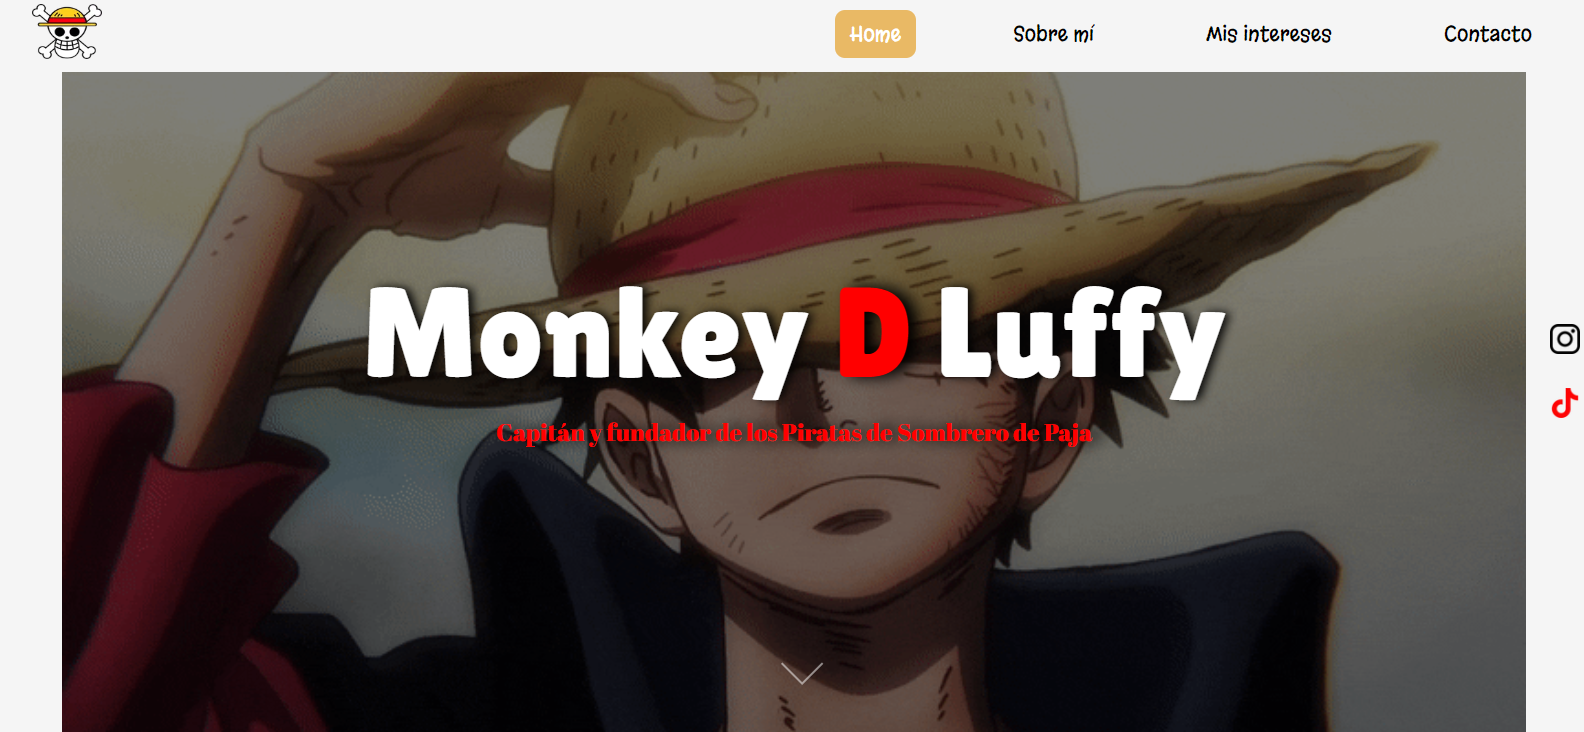 Home
Sobre mí
Mis intereses
Contacto
Monkey D Luffy
Capitán y fundador de los Piratas de Sombrero de Paja